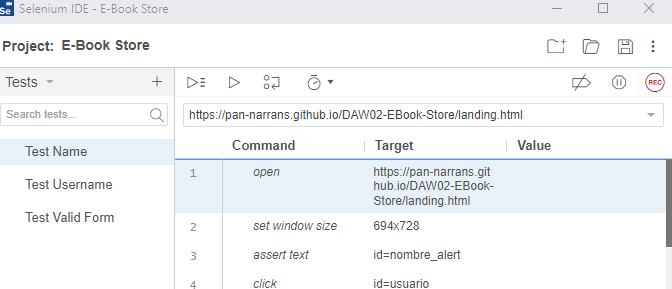 Selenium IDE - E-Book Store
Project: E-Book Store
Tests
Search tests...
Test Name
Test Username
Test Valid Form
REC
https://pan-narrans.github.io/DAW02-EBook-Store/landing.html
Command Target Value
1 open https://pan-narrans.git
hub.io/DAW02-EBook-
Store/landing.html
2 set window size 694x728
3 assert text id=nombre_alert
4 click id=usuario